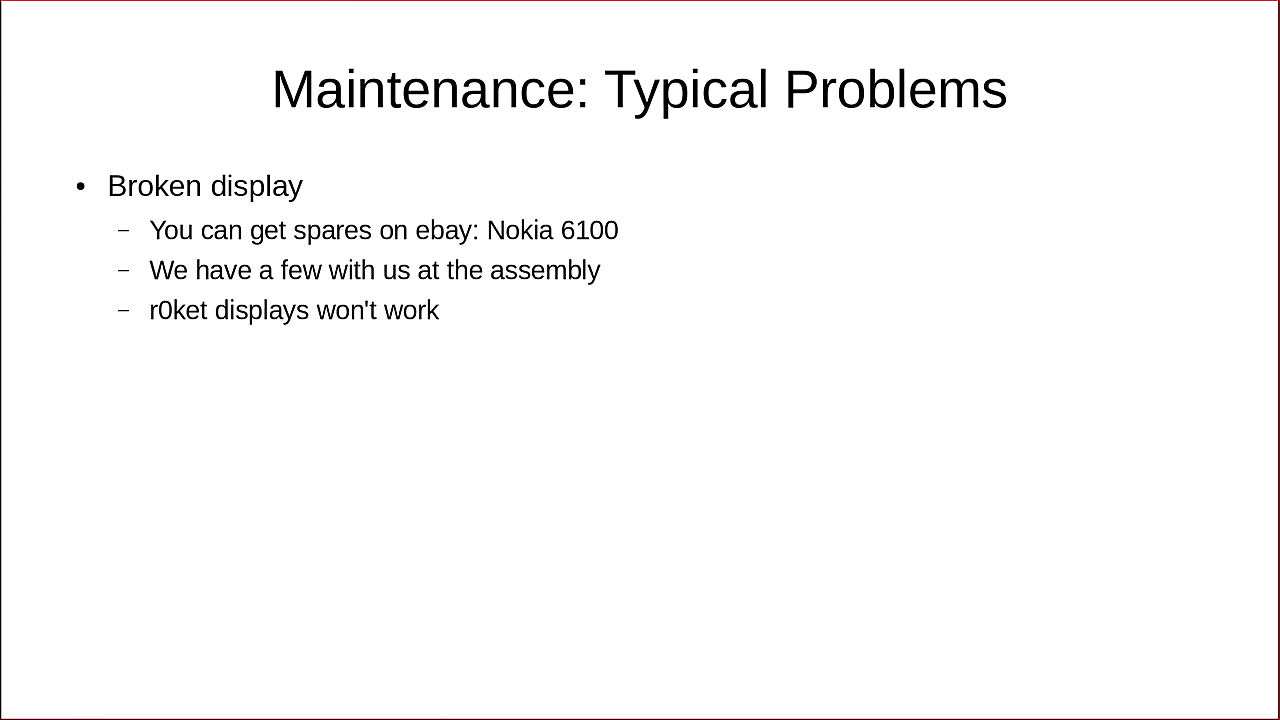 Maintenance: Typical Problems
• Broken display
– You can get spares on ebay: Nokia 6100
– We have a few with us at the assembly
– r0ket displays won't work